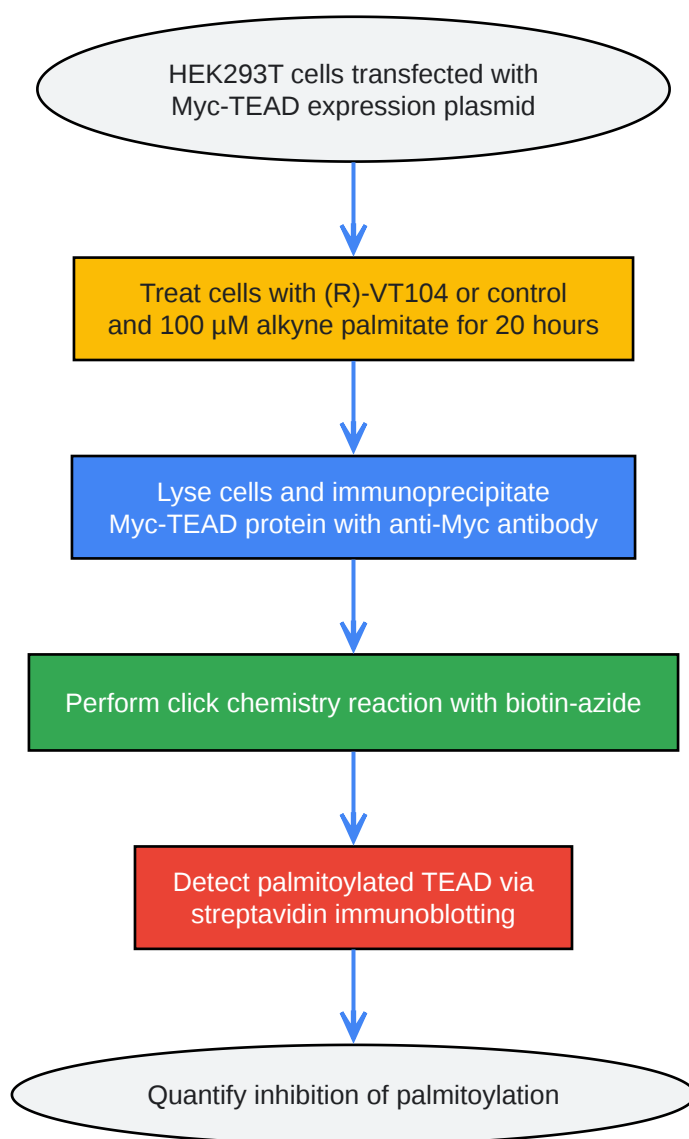 HEK293T cells transfected with
Myc-TEAD expression plasmid
Treat cells with (R)-VT104 or control
and 100 µM alkyne palmitate for 20 hours
Lyse cells and immunoprecipitate
Myc-TEAD protein with anti-Myc antibody
Perform click chemistry reaction with biotin-azide
Detect palmitoylated TEAD via
streptavidin immunoblotting
Quantify inhibition of palmitoylation